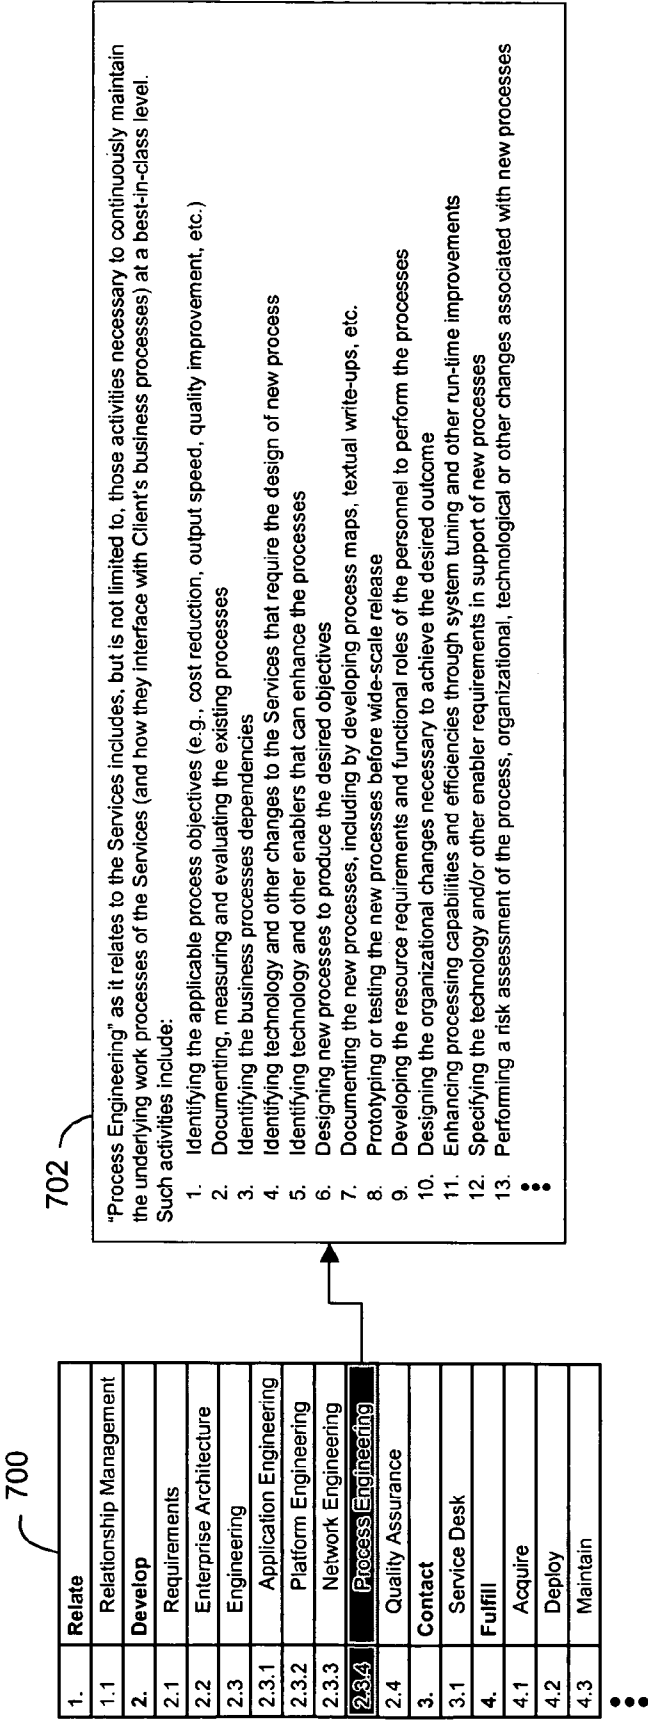 700
1. Relate
1.1 Relationship Management
2. Develop
2.1 Requirements
2.2 Enterprise Architecture
2.3 Engineering
2.3.1 Application Engineering
2.3.2 Platform Engineering
2.3.3 Network Engineering
2.3.4 Process Engineering
2.4 Quality Assurance
3. Contact
3.1 Service Desk
4. Fulfill
4.1 Acquire
4.2 Deploy
4.3 Maintain
702
"Process Engineering" as it relates to the Services includes, but is not limited to, those activities necessary to continuously maintain
the underlying work processes of the Services (and how they interface with Client's business processes) at a best-in-class level.
Such activities include:
1. Identifying the applicable process objectives (e.g., cost reduction, output speed, quality improvement, etc.)
2. Documenting, measuring and evaluating the existing processes
3. Identifying the business processes dependencies
4. Identifying technology and other changes to the Services that require the design of new process
5. Identifying technology and other enablers that can enhance the processes
6. Designing new processes to produce the desired objectives
7. Documenting the new processes, including by developing process maps, textual write-ups, etc.
8. Prototyping or testing the new processes before wide-scale release
9. Developing the resource requirements and functional roles of the personnel to perform the processes
10. Designing the organizational changes necessary to achieve the desired outcome
11. Enhancing processing capabilities and efficiencies through system tuning and other run-time improvements
12. Specifying the technology and/or other enabler requirements in support of new processes
13. Performing a risk assessment of the process, organizational, technological or other changes associated with new processes